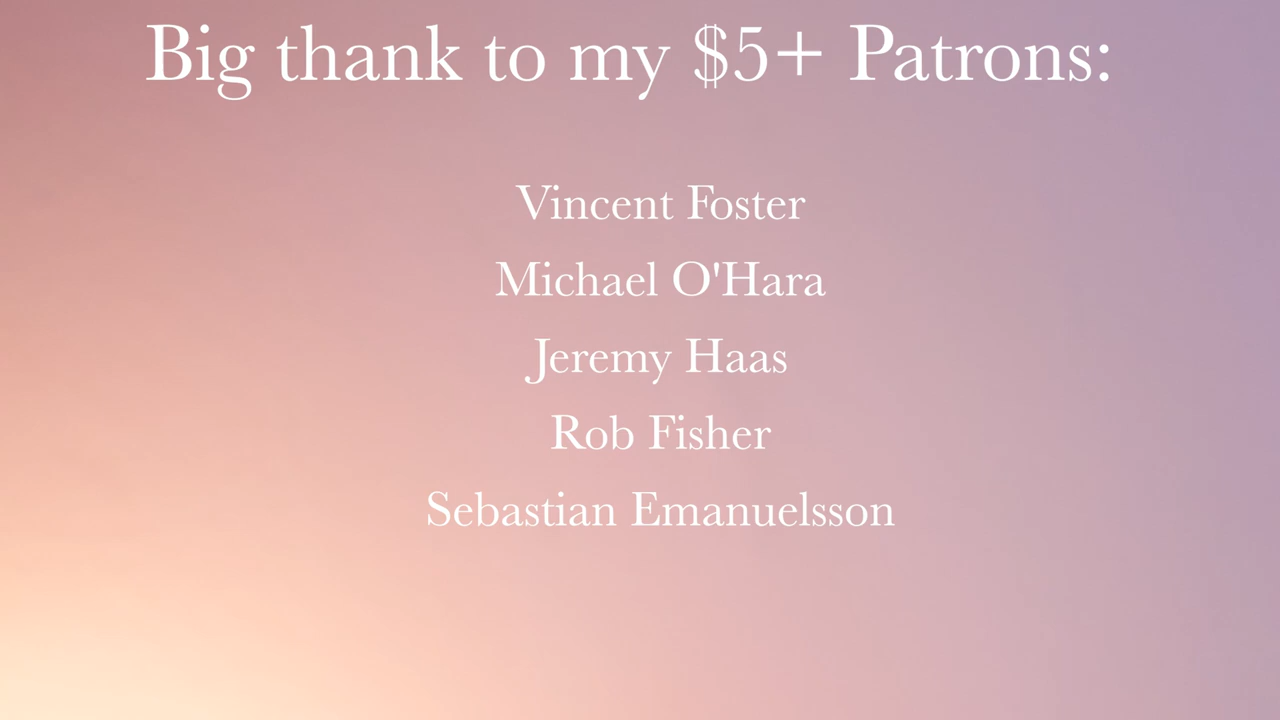 Big thank to my $5+ Patrons:
Vincent Foster
Michael O'Hara
Jeremy Haas
Rob Fisher
Sebastian Emanuelsson